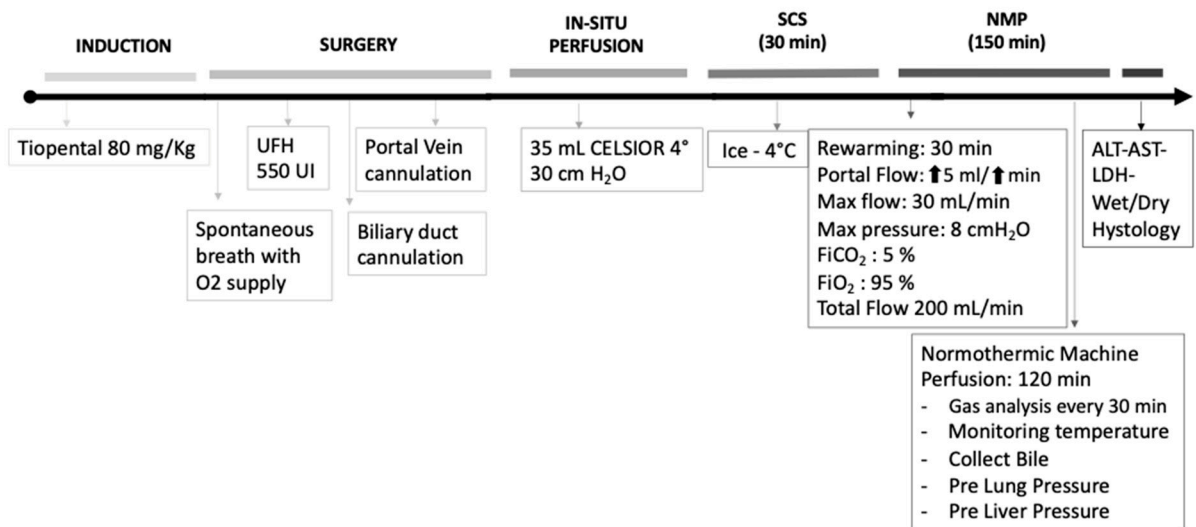 INDUCTION
SURGERY
IN-SITU
PERFUSION
SCS
(30 min)
NMP
(150 min)
Tiopental 80 mg/Kg
Spontaneous
breath with
O2 supply
UFH
550 UI
Biliary duct
cannulation
Portal Vein
cannulation
35 mL CELSIOR 4°
30 cm H₂O
Ice - 4°C
Rewarming: 30 min
Portal Flow: ⬆5 ml/⬆min
Max flow: 30 mL/min
Max pressure: 8 cmH₂O
FiCO₂ : 5 %
FiO₂ : 95 %
Total Flow 200 mL/min
Normothermic Machine
Perfusion: 120 min
- Gas analysis every 30 min
- Monitoring temperature
- Collect Bile
- Pre Lung Pressure
- Pre Liver Pressure
ALT-AST-
LDH-
Wet/Dry
Hystology